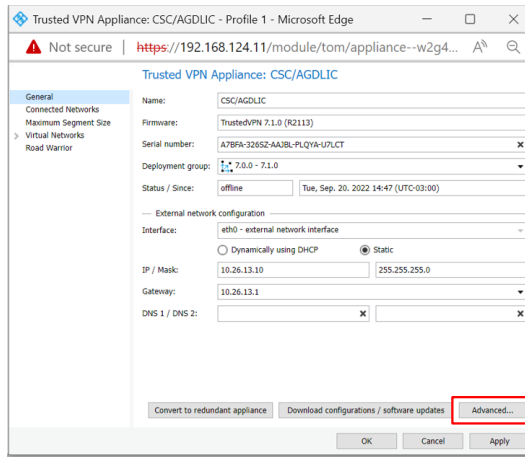 Trusted VPN Appliance: CSC/AGDLIC - Profile 1 - Microsoft Edge
Not secure | https://192.168.124.11/module/tom/appliance--w2g4...
Trusted VPN Appliance: CSC/AGDLIC
General
Connected Networks
Maximum Segment Size
Virtual Networks
Road Warrior
Name: CSC/AGDLIC
Firmware: TrustedVPN 7.1.0 (R2113)
Serial number: A7BFA-326SZ-AAJBL-PLQYA-U7LCT
Deployment group: 7.0.0 - 7.1.0
Status / Since: offline Tue, Sep. 20. 2022 14:47 (UTC-03:00)
External network configuration
Interface: eth0 - external network interface
Dynamically using DHCP Static
IP / Mask: 10.26.13.10 255.255.255.0
Gateway: 10.26.13.1
DNS 1 / DNS 2:
Convert to redundant appliance Download configurations / software updates Advanced...
OK Cancel Apply